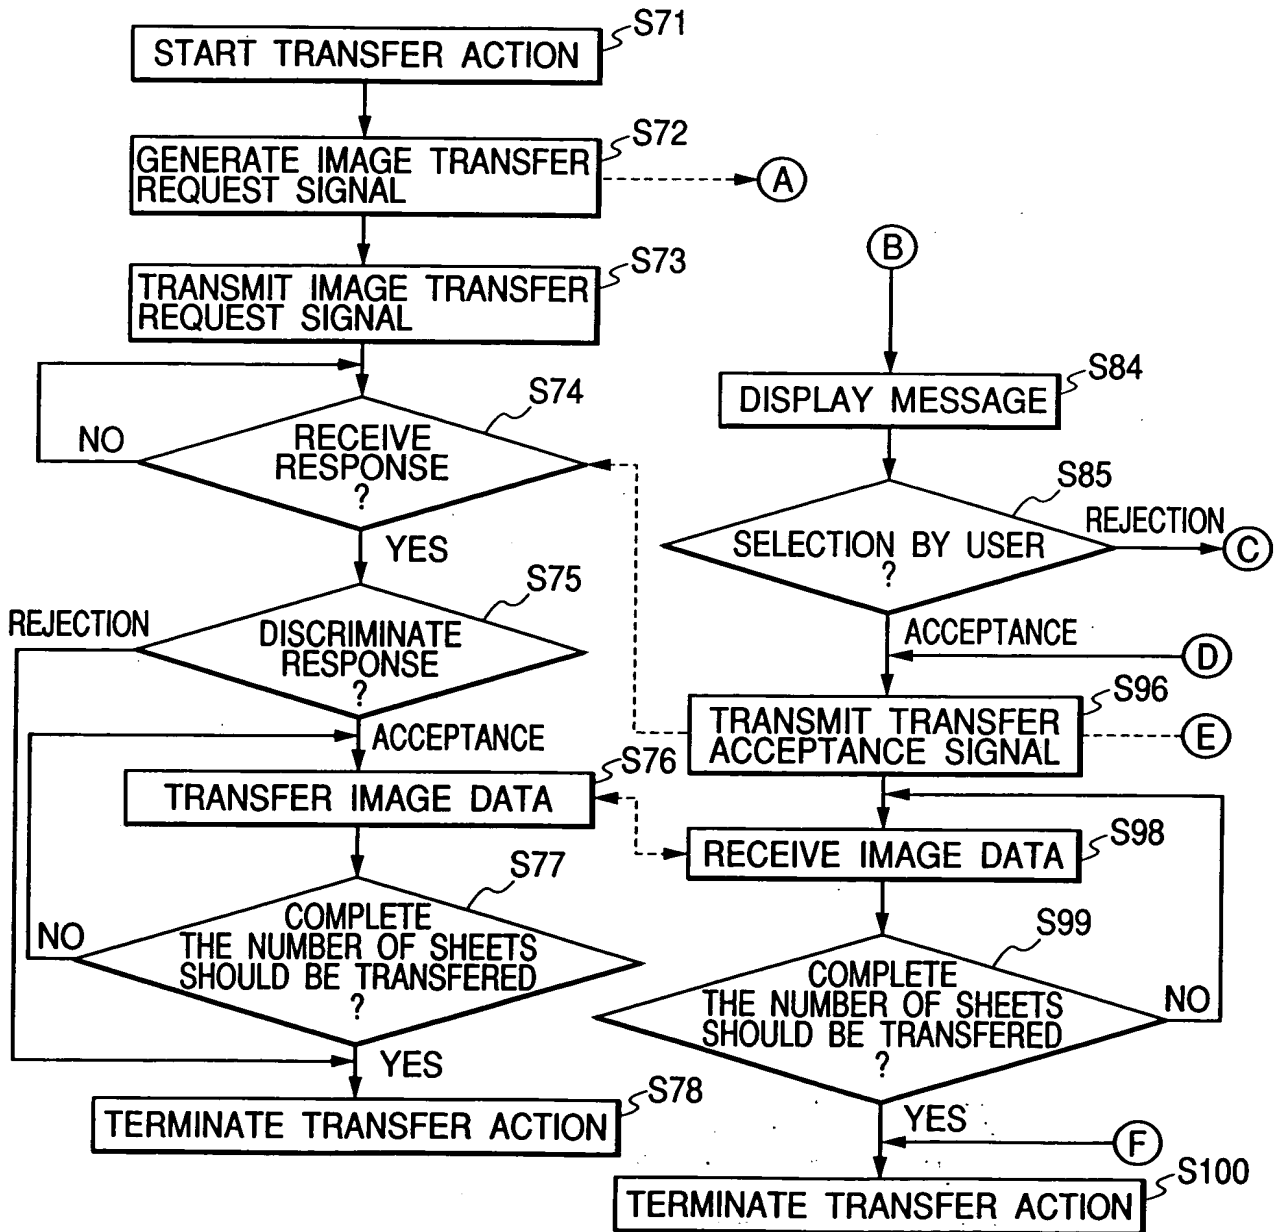 S71
START TRANSFER ACTION
S72
GENERATE IMAGE TRANSFER
REQUEST SIGNAL
A
S73
TRANSMIT IMAGE TRANSFER
REQUEST SIGNAL
S74
RECEIVE
RESPONSE
?
NO
YES
S75
DISCRIMINATE
RESPONSE
?
REJECTION
ACCEPTANCE
S76
TRANSFER IMAGE DATA
S77
COMPLETE
THE NUMBER OF SHEETS
SHOULD BE TRANSFERED
?
NO
YES
S78
TERMINATE TRANSFER ACTION
B
S84
DISPLAY MESSAGE
S85
SELECTION BY USER
?
REJECTION
C
ACCEPTANCE
D
S96
TRANSMIT TRANSFER
ACCEPTANCE SIGNAL
E
S98
RECEIVE IMAGE DATA
S99
COMPLETE
THE NUMBER OF SHEETS
SHOULD BE TRANSFERED
?
NO
YES
F
S100
TERMINATE TRANSFER ACTION